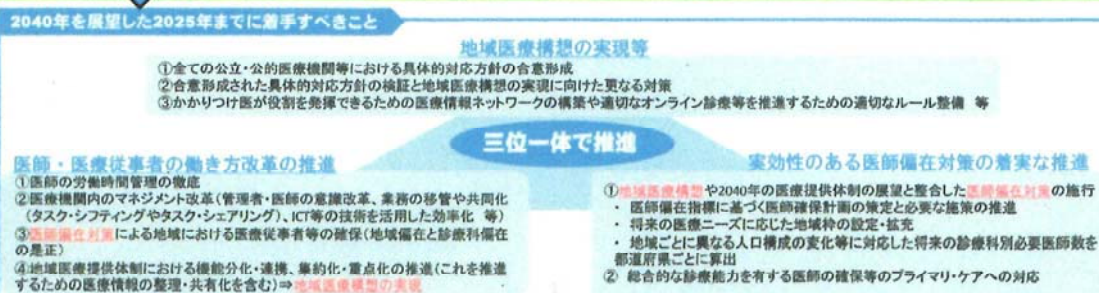 2040年を展望した2025年までに着手すべきこと
地域医療構想の実現等
①全ての公立・公的医療機関等における具体的対応方針の合意形成
②合意形成された具体的対応方針の検証と地域医療構想の実現に向けた更なる対策
③かかりつけ医が役割を発揮できるための医療情報ネットワークの構築や適切なオンライン診療等を推進するための適切なルール整備 等
三位一体で推進
医師・医療従事者の働き方改革の推進
①医師の労働時間管理の徹底
②医療機関内のマネジメント改革(管理者・医師の意識改革、業務の移管や共同化
(タスク・シフティングやタスク・シェアリング)、ICT等の技術を活用した効率化 等)
③医師偏在対策による地域における医療従事者等の確保(地域偏在と診療科偏在
の是正)
④地域医療提供体制における機能分化・連携、集約化・重点化の推進(これを推進
するための医療情報の整理・共有化を含む)⇒地域医療構想の実現
実効性のある医師偏在対策の着実な推進
①地域医療構想や2040年の医療提供体制の展望と整合した医師偏在対策の施行
・ 医師偏在指標に基づく医師確保計画の策定と必要な施策の推進
・ 将来の医療ニーズに応じた地域枠の設定・拡充
・ 地域ごとに異なる人口構成の変化等に対応した将来の診療科別必要医師数を
都道府県ごとに算出
② 総合的な診療能力を有する医師の確保等のプライマリ・ケアへの対応